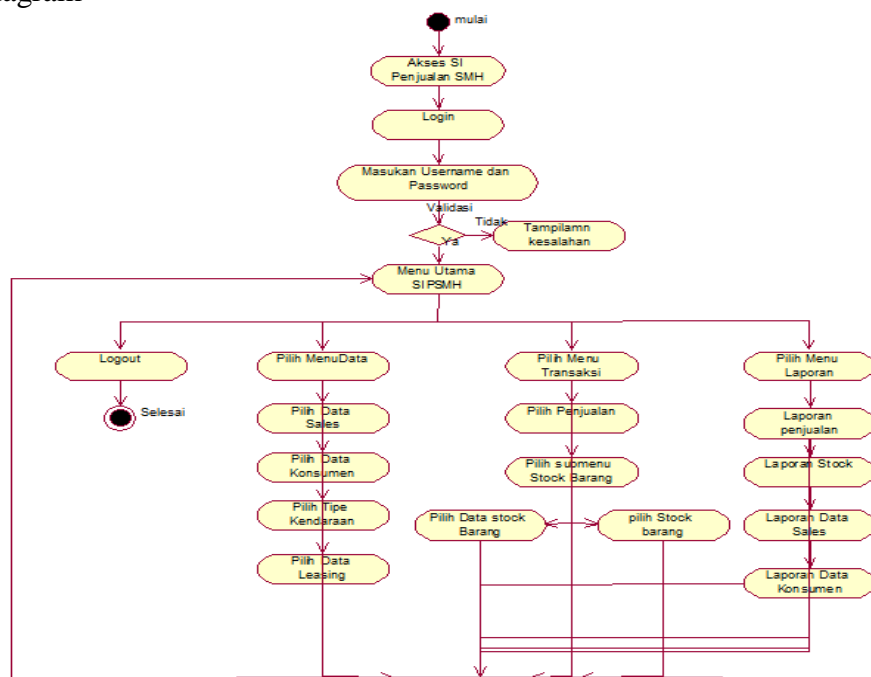 agram
mulai
Akses SI
Penjualan SMH
Login
Masukan Username dan
Password
Validasi
Tidak
Ya
Tampilamn
kesalahan
Menu Utama
SIPSMH
Logout
Pilih MenuData
Pilih Menu
Transaksi
Pilih Menu
Laporan
Selesai
Pilih Data
Sales
Pilih Penjualan
Laporan
penjualan
Pilih Data
Konsumen
Pilih submenu
Stock Barang
Laporan Stock
Pilih Tipe
Kendaraan
Pilih Data stock
Barang
pilih Stock
barang
Laporan Data
Sales
Pilih Data
Leasing
Laporan Data
Konsumen